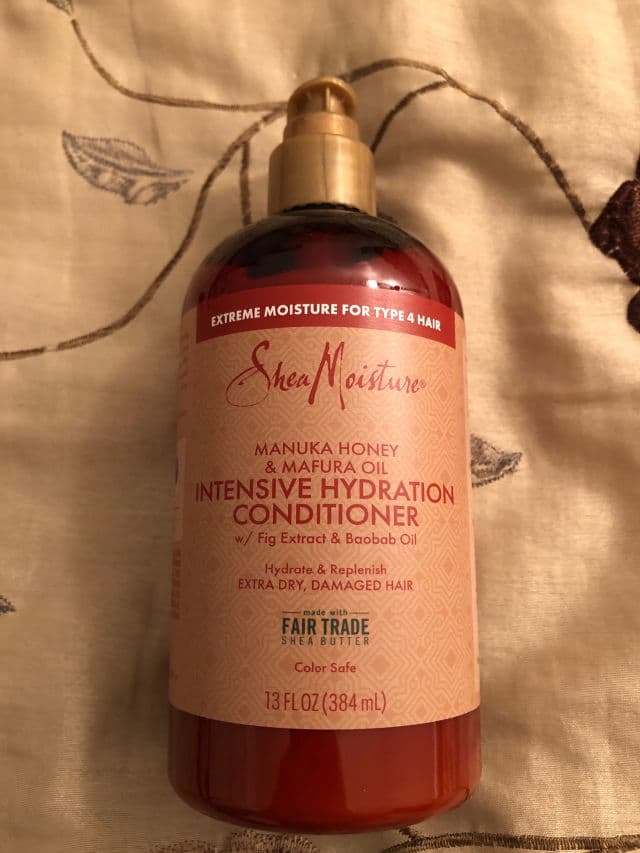 EXTREME MOISTURE FOR TYPE 4 HAIR
SheaMoisture®
MANUKA HONEY
& MAFURA OIL
INTENSIVE HYDRATION
CONDITIONER
w/ Fig Extract & Baobab Oil
Hydrate & Replenish
EXTRA DRY, DAMAGED HAIR
made with
FAIR TRADE
SHEA BUTTER
Color Safe
13 FL OZ (384 mL)